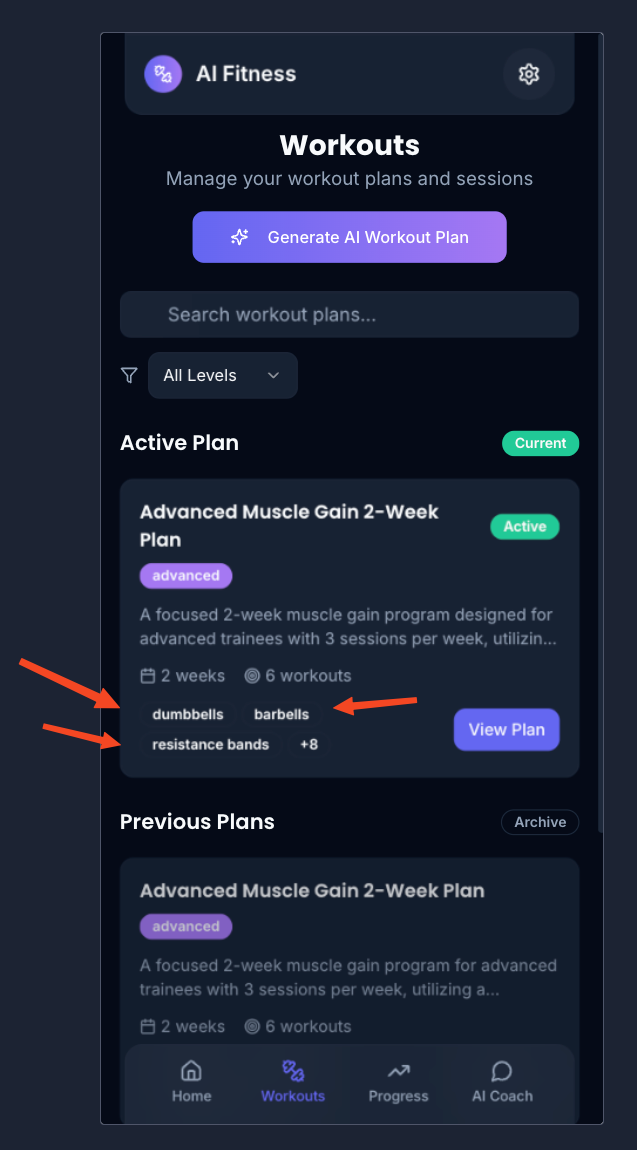 AI Fitness
Workouts
Manage your workout plans and sessions
Generate AI Workout Plan
Search workout plans...
All Levels
Active Plan
Current
Advanced Muscle Gain 2-Week
Plan
Active
advanced
A focused 2-week muscle gain program designed for
advanced trainees with 3 sessions per week, utilizin...
2 weeks 6 workouts
dumbbells barbells
resistance bands +8
View Plan
Previous Plans
Archive
Advanced Muscle Gain 2-Week Plan
advanced
A focused 2-week muscle gain program for advanced
trainees with 3 sessions per week, utilizing a...
2 weeks 6 workouts
Home Workouts Progress AI Coach